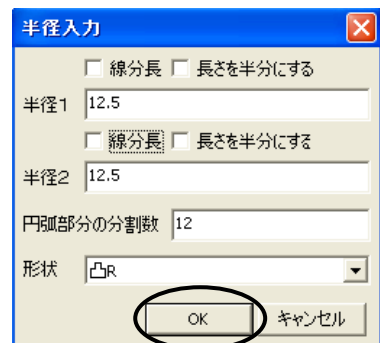 半径入力
線分長 長さを半分にする
半径1 12.5
線分長 長さを半分にする
半径2 12.5
円弧部分の分割数 12
形状 凸R
OK キャンセル